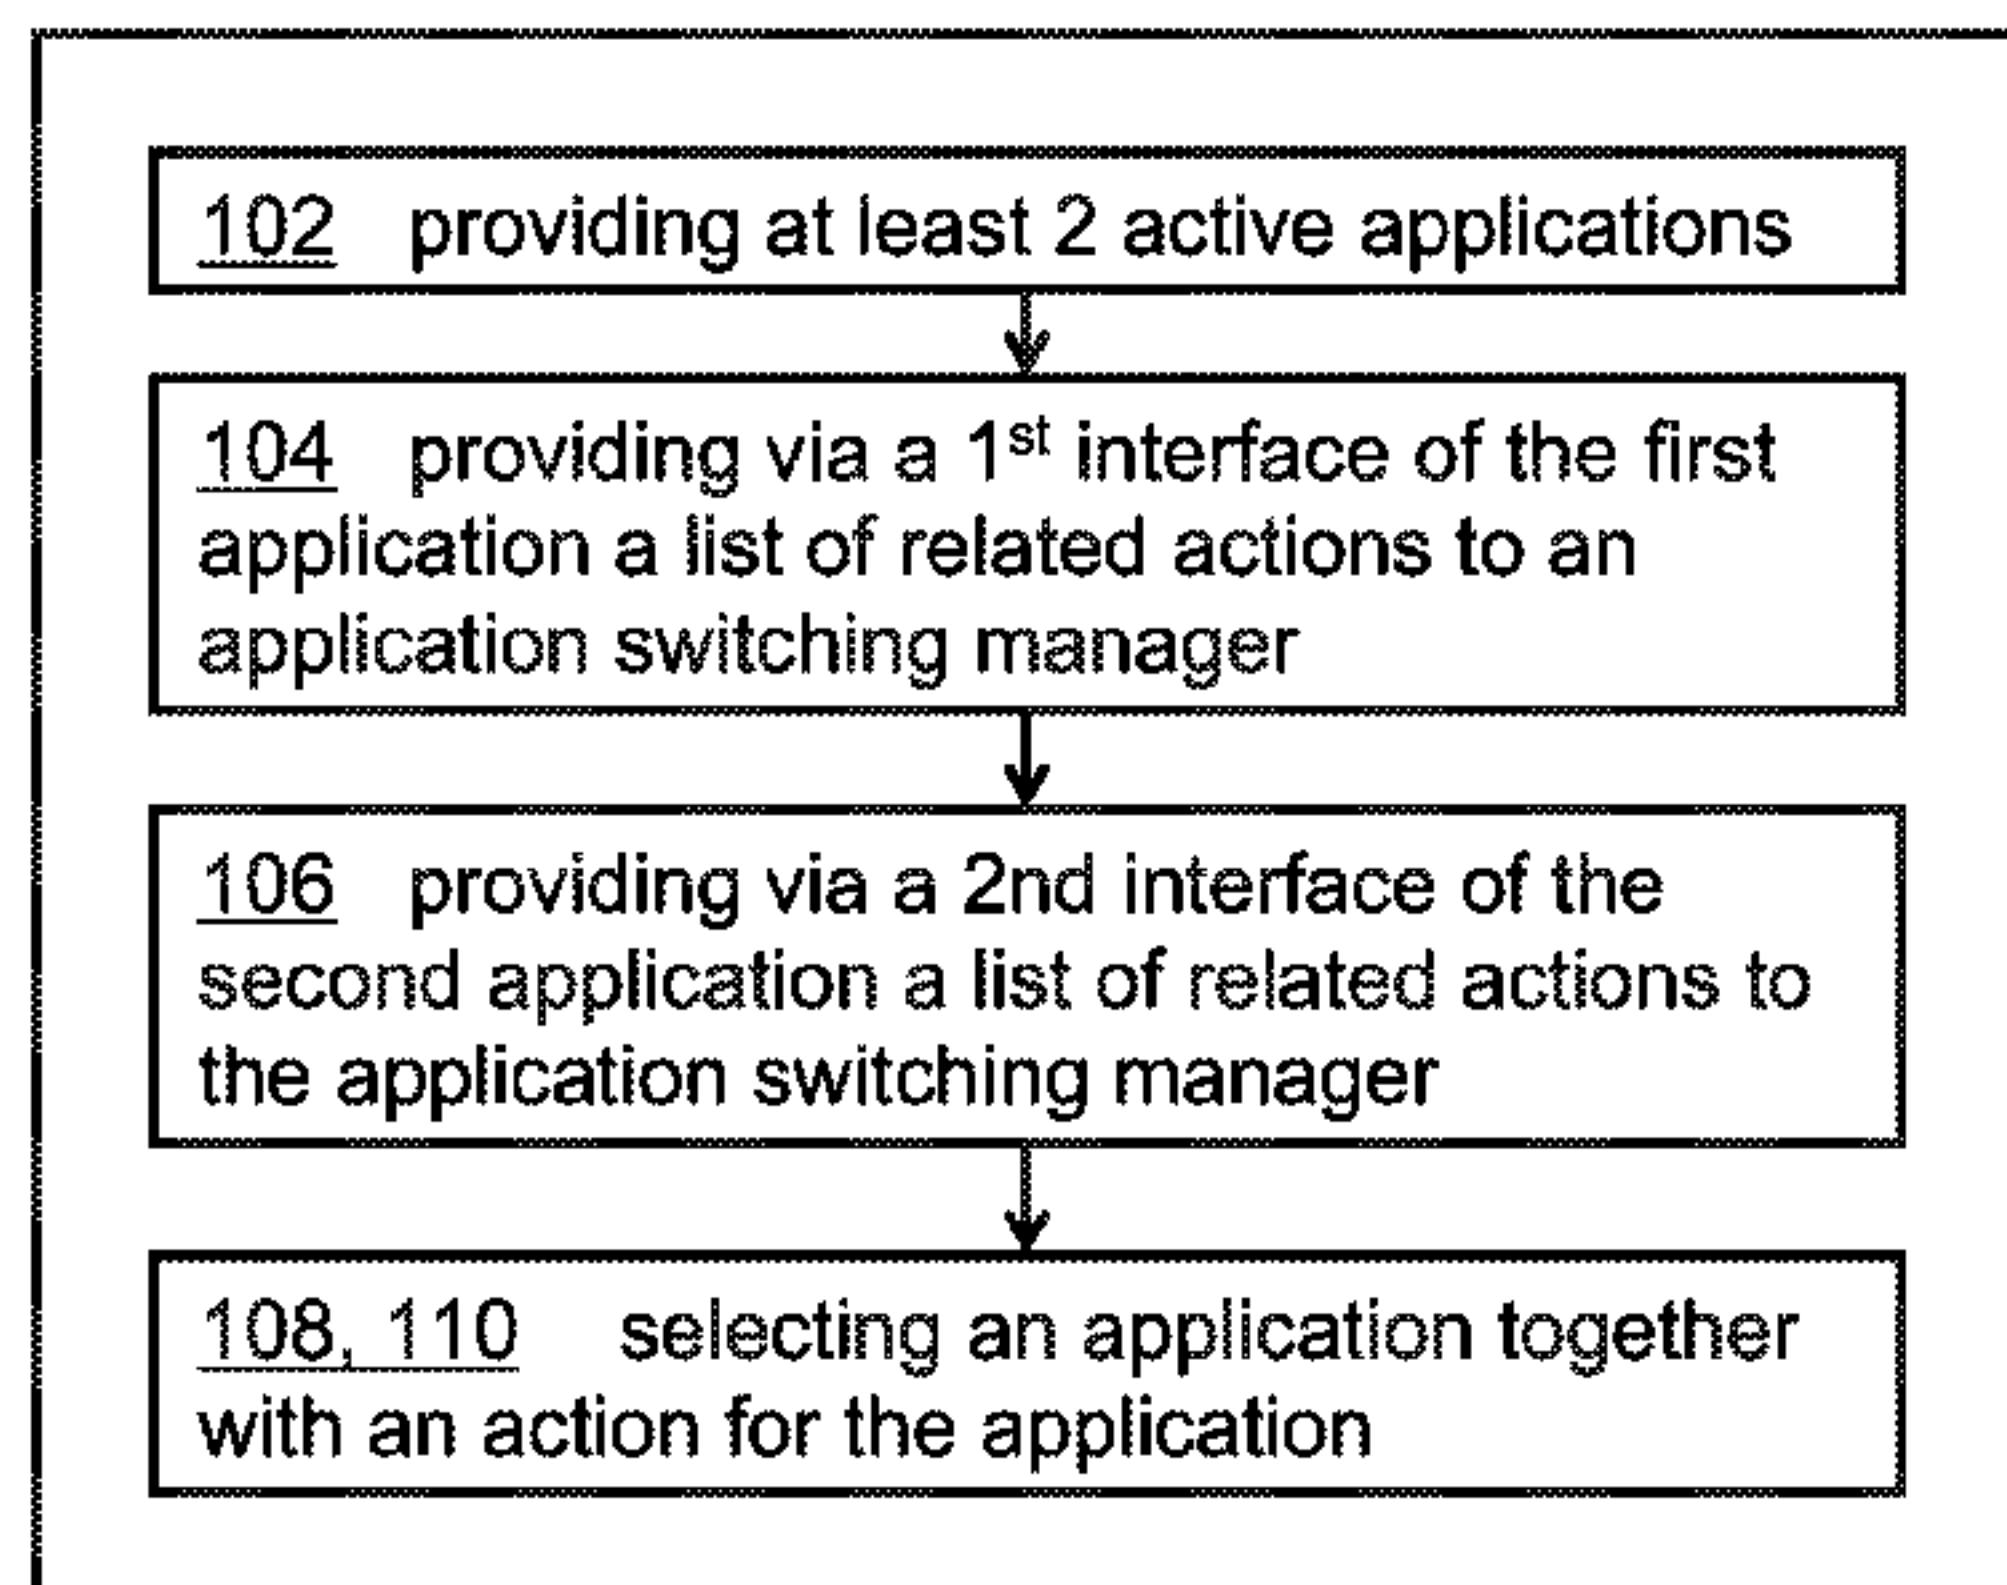 102 providing at least 2 active applications
104 providing via a 1st interface of the first
application a list of related actions to an
application switching manager
106 providing via a 2nd interface of the
second application a list of related actions to
the application switching manager
108, 110 selecting an application together
with an action for the application